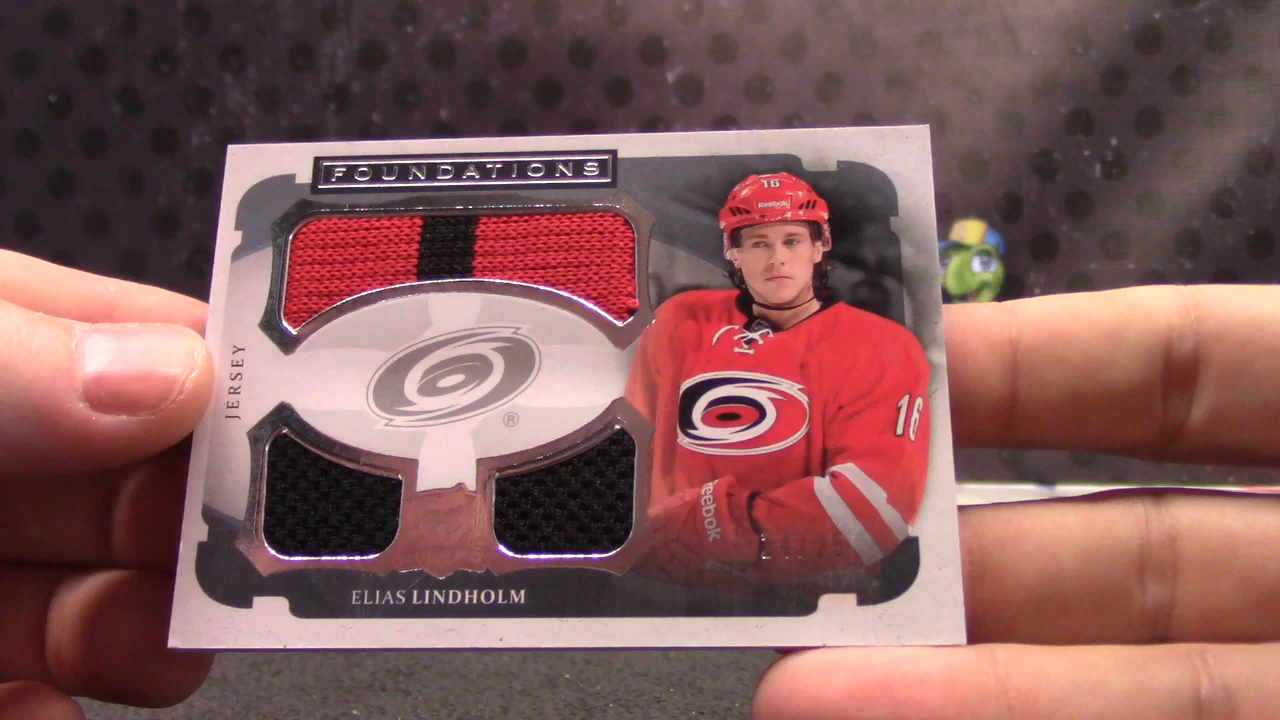 FOUNDATIONS
16
Reebok
JERSEY
®
16
Reebok
ELIAS LINDHOLM